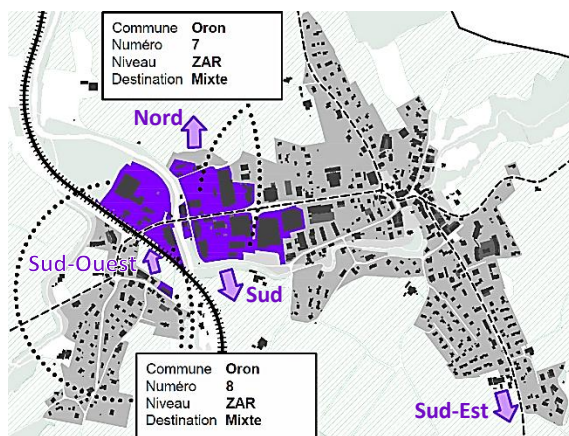 Commune Oron
Numéro 7
Niveau ZAR
Destination Mixte
Nord
Sud-Ouest
Sud
Commune Oron
Numéro 8
Niveau ZAR
Destination Mixte
Sud-Est